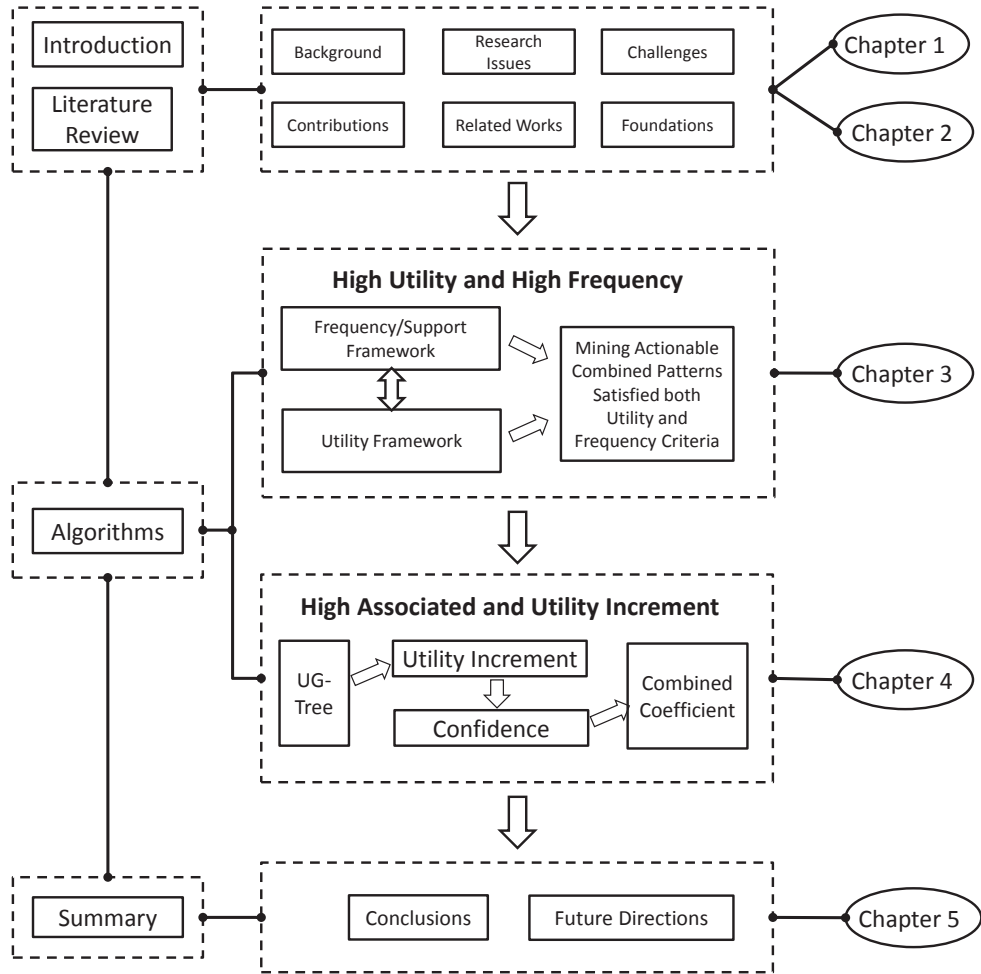 Introduction
Literature
Review
Background
Research
Issues
Challenges
Contributions
Related Works
Foundations
Chapter 1
Chapter 2
High Utility and High Frequency
Frequency/Support
Framework
Utility Framework
Mining Actionable
Combined Patterns
Satisfied both
Utility and
Frequency Criteria
Chapter 3
Algorithms
High Associated and Utility Increment
UG-
Tree
Utility Increment
Confidence
Combined
Coefficient
Chapter 4
Summary
Conclusions
Future Directions
Chapter 5